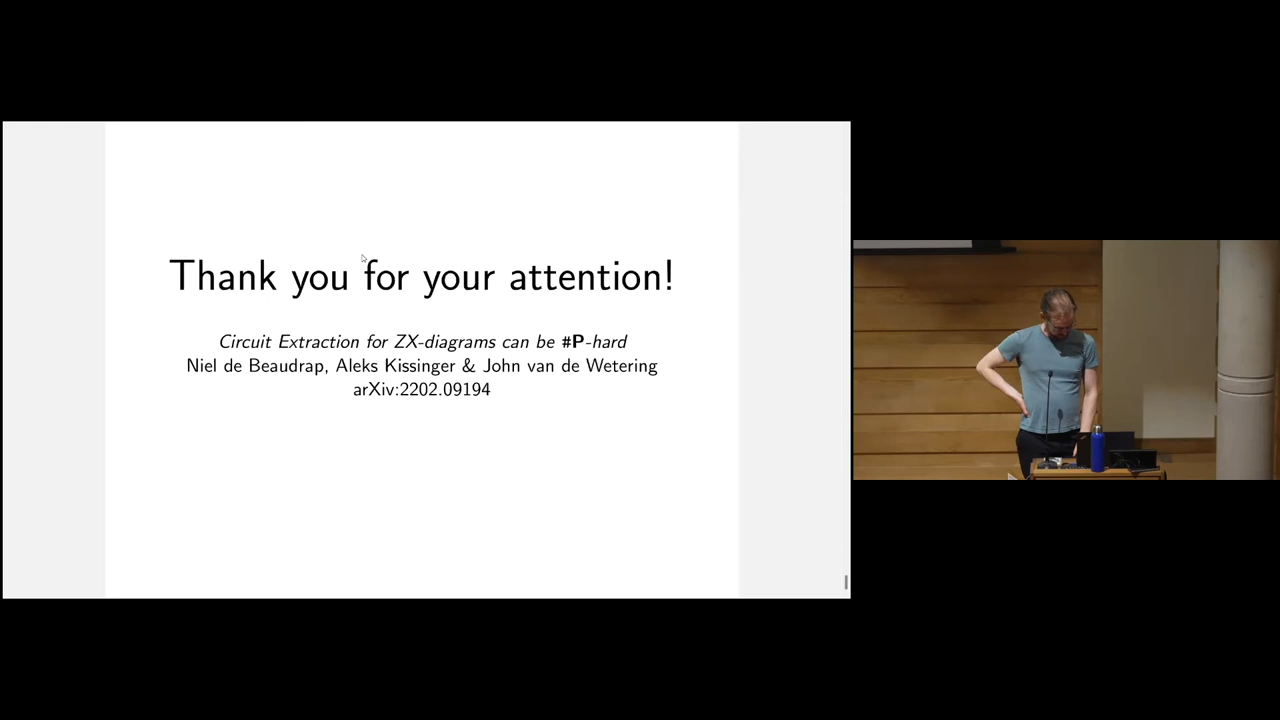 Thank you for your attention!
Circuit Extraction for ZX-diagrams can be #P-hard
Niel de Beaudrap, Aleks Kissinger & John van de Wetering
arXiv:2202.09194